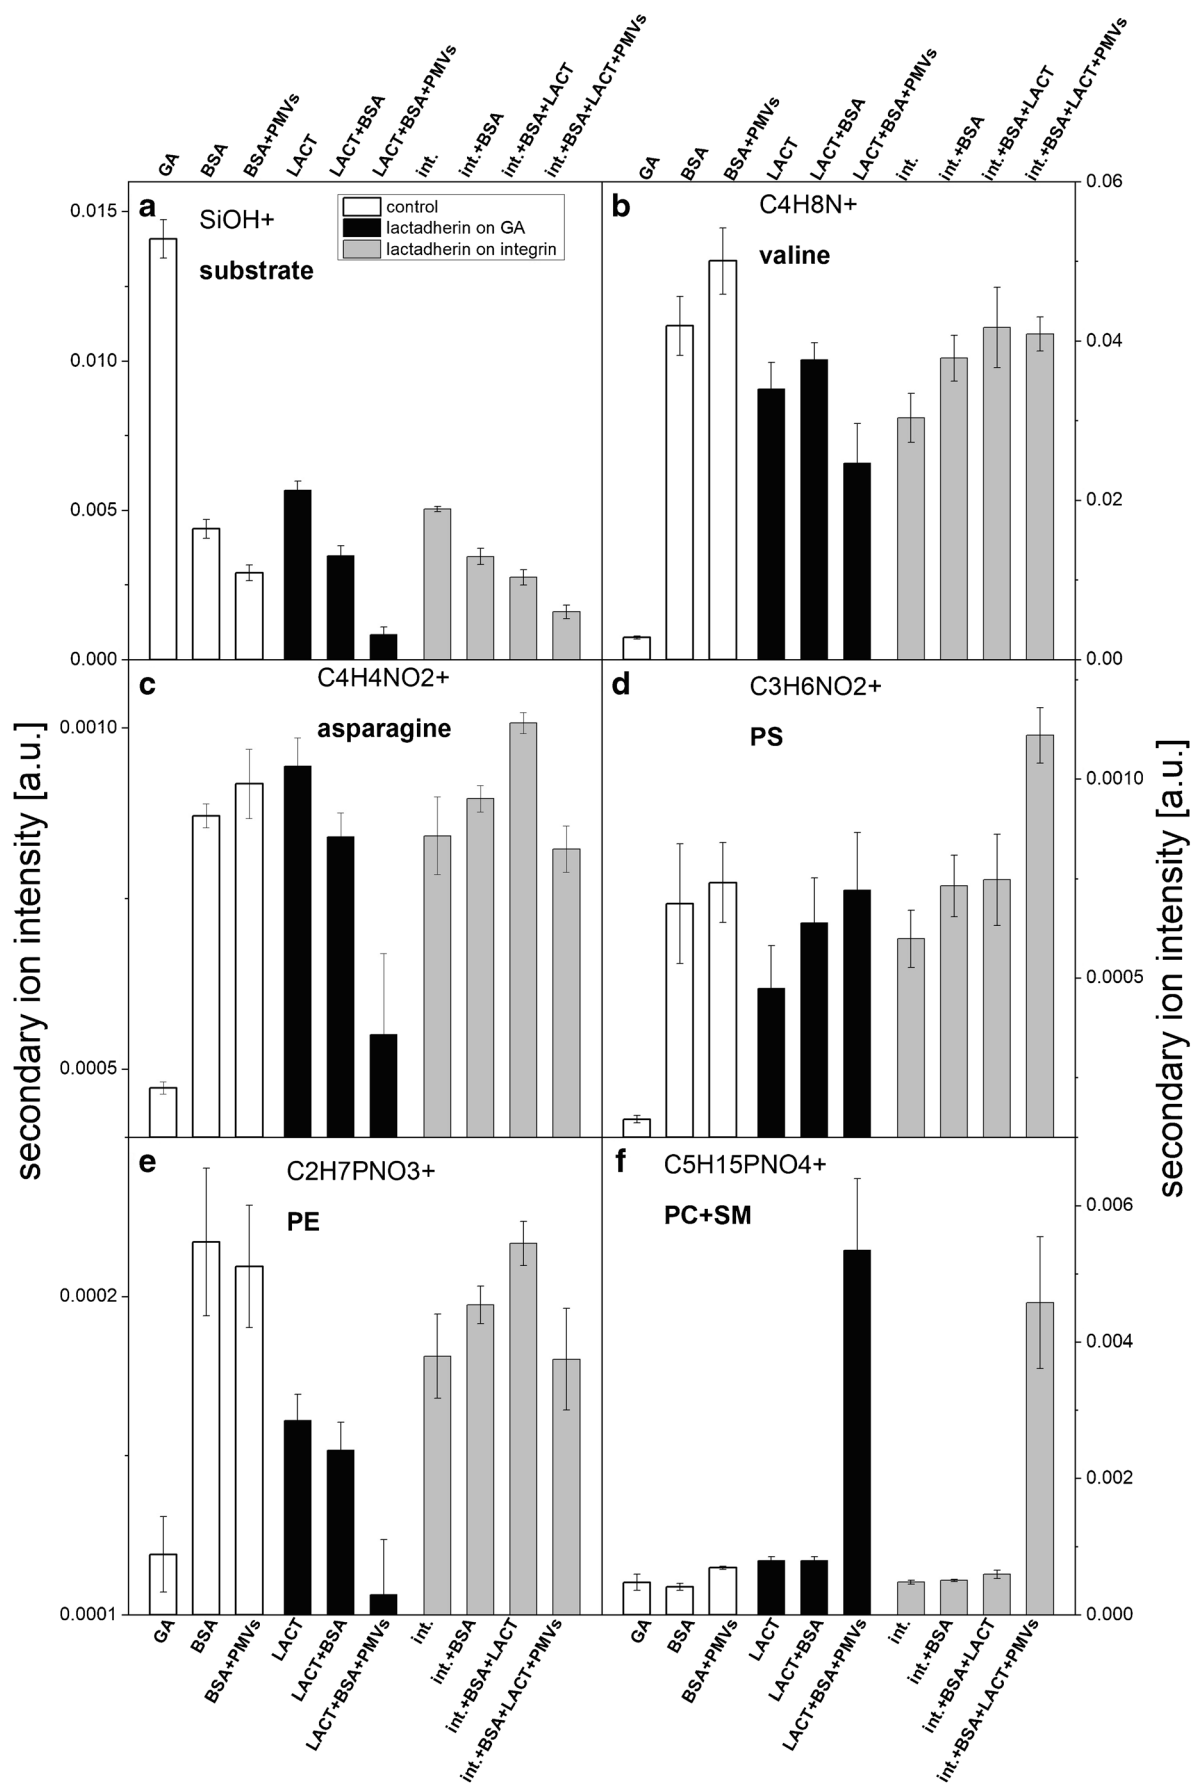 GA
BSA
BSA+PMVs
LACT
LACT+BSA
LACT+BSA+PMVs
int.
int.+BSA
int.+BSA+LACT
int.+BSA+LACT+PMVs
GA
BSA
BSA+PMVs
LACT
LACT+BSA
LACT+BSA+PMVs
int.
int.+BSA
int.+BSA+LACT
int.+BSA+LACT+PMVs
a
SiOH+
substrate
control
lactadherin on GA
lactadherin on integrin
0.015
0.010
0.005
0.000
b
C4H8N+
valine
0.06
0.04
0.02
0.00
c
C4H4NO2+
asparagine
0.0010
0.0005
d
C3H6NO2+
PS
0.0010
0.0005
secondary ion intensity [a.u.]
secondary ion intensity [a.u.]
e
C2H7PNO3+
PE
0.0002
0.0001
f
C5H15PNO4+
PC+SM
0.006
0.004
0.002
0.000
GA
BSA
BSA+PMVs
LACT
LACT+BSA
LACT+BSA+PMVs
int.
int.+BSA
int.+BSA+LACT
int.+BSA+LACT+PMVs
GA
BSA
BSA+PMVs
LACT
LACT+BSA
LACT+BSA+PMVs
int.
int.+BSA
int.+BSA+LACT
int.+BSA+LACT+PMVs